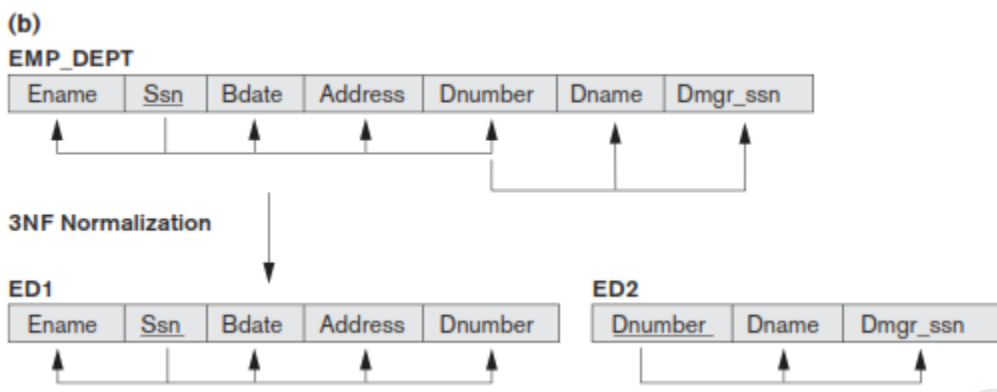 (b)
EMP_DEPT
Ename Ssn Bdate Address Dnumber Dname Dmgr_ssn
3NF Normalization
ED1 ED2
Ename Ssn Bdate Address Dnumber Dnumber Dname Dmgr_ssn